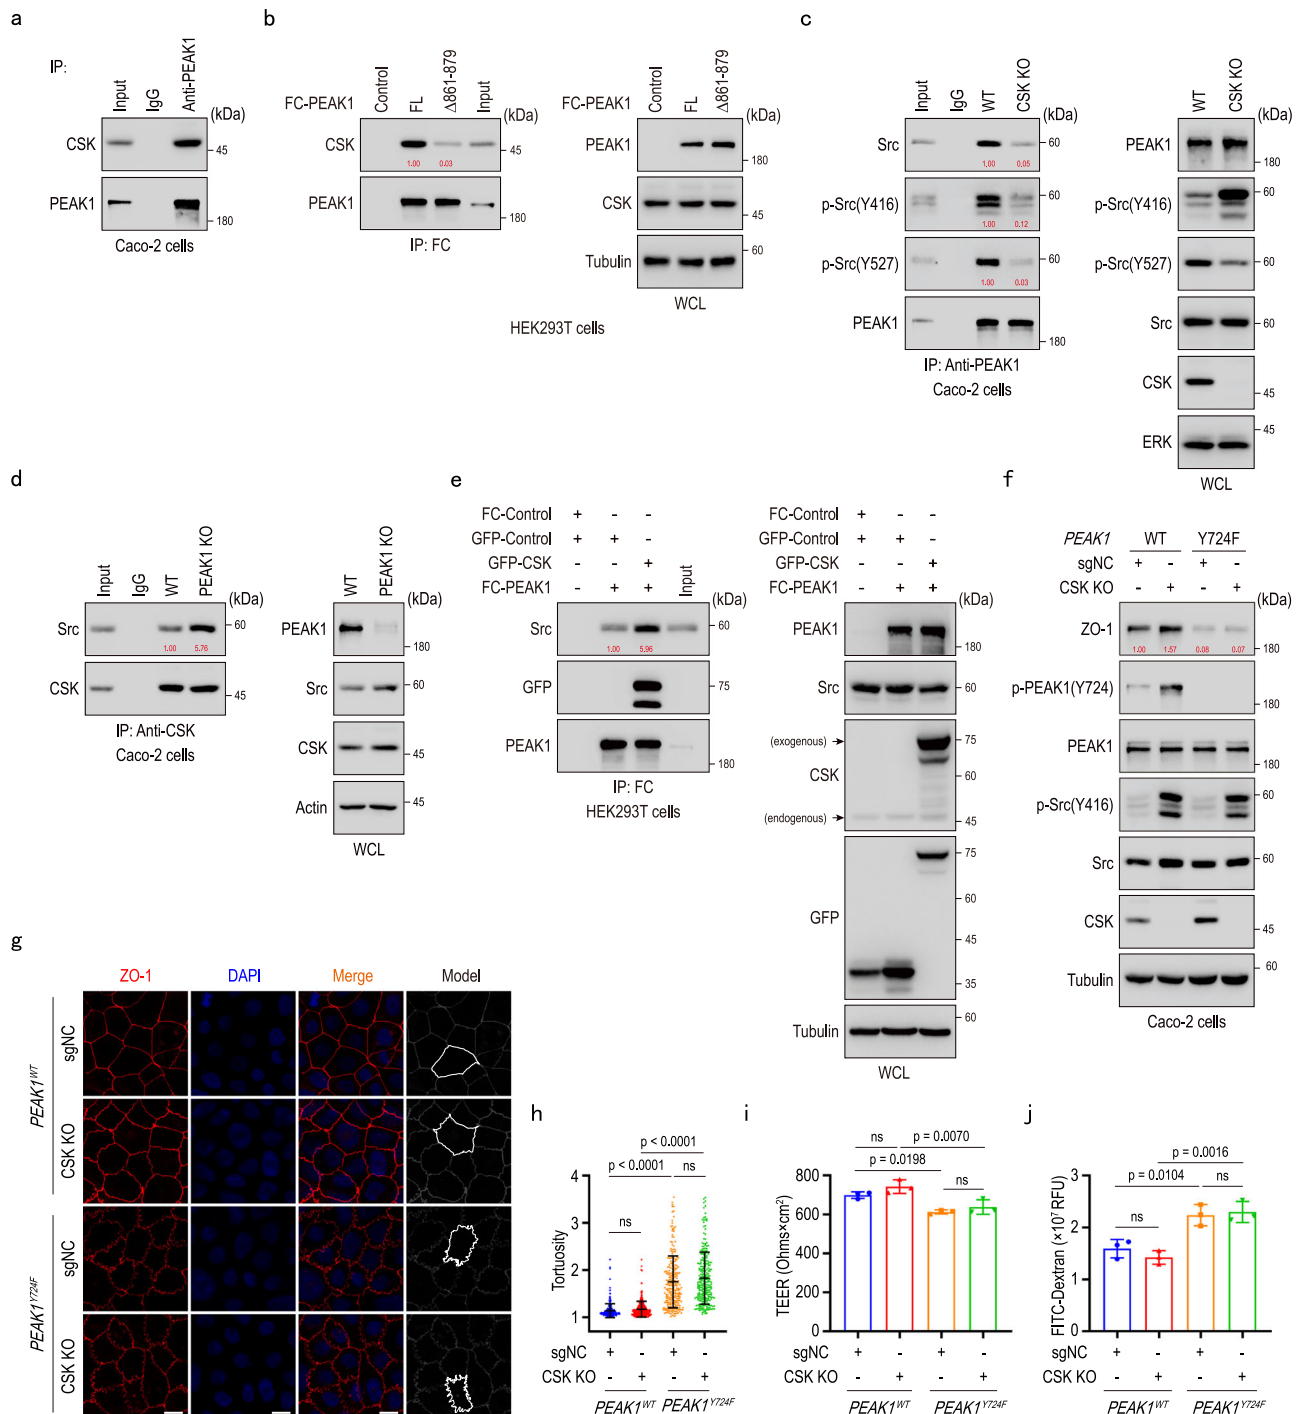 a
IP:
Input
IgG
Anti-PEAK1
(kDa)
CSK
45
PEAK1
180
Caco-2 cells
b
FC-PEAK1
Control
FL
Δ861-879
Input
(kDa)
CSK
45
1.00 0.03
PEAK1
180
IP: FC
FC-PEAK1
Control
FL
Δ861-879
(kDa)
PEAK1
180
CSK
45
Tubulin
60
WCL
HEK293T cells
c
Input
IgG
WT
CSK KO
(kDa)
Src
60
1.00 0.05
p-Src(Y416)
60
1.00 0.12
p-Src(Y527)
60
1.00 0.03
PEAK1
180
IP: Anti-PEAK1
Caco-2 cells
WT
CSK KO
(kDa)
PEAK1
180
p-Src(Y416)
60
p-Src(Y527)
60
Src
60
CSK
45
ERK
45
WCL
d
Input
IgG
WT
PEAK1 KO
(kDa)
Src
60
1.00 5.76
CSK
45
IP: Anti-CSK
Caco-2 cells
WT
PEAK1 KO
(kDa)
PEAK1
180
Src
60
CSK
45
Actin
45
WCL
e
FC-Control + - -
GFP-Control + + -
GFP-CSK - - +
FC-PEAK1 - + + Input
(kDa)
Src
60
1.00 5.96
GFP
75
PEAK1
180
IP: FC
HEK293T cells
FC-Control + - -
GFP-Control + + -
GFP-CSK - - +
FC-PEAK1 - + +
(kDa)
PEAK1
180
Src
60
(exogenous)
75
CSK
60
(endogenous)
45
GFP
75
60
45
35
Tubulin
60
WCL
f
PEAK1 WT Y724F
sgNC + - + -
CSK KO - + - +
(kDa)
ZO-1
180
1.00 1.57 0.08 0.07
p-PEAK1(Y724)
180
PEAK1
180
p-Src(Y416)
60
Src
60
CSK
45
Tubulin
60
Caco-2 cells
g
ZO-1 DAPI Merge Model
PEAK1WT
sgNC
CSK KO
PEAK1Y724F
sgNC
CSK KO
h
p < 0.0001
p < 0.0001
ns
ns
Tortuosity
4
3
2
1
sgNC + - + -
CSK KO - + - +
PEAK1WT PEAK1Y724F
i
ns
p = 0.0070
p = 0.0198
ns
TEER (Ohms×cm²)
800
600
400
200
0
sgNC + - + -
CSK KO - + - +
PEAK1WT PEAK1Y724F
j
p = 0.0016
p = 0.0104
ns
ns
FITC-Dextran (×10⁷ RFU)
3
2
1
0
sgNC + - + -
CSK KO - + - +
PEAK1WT PEAK1Y724F